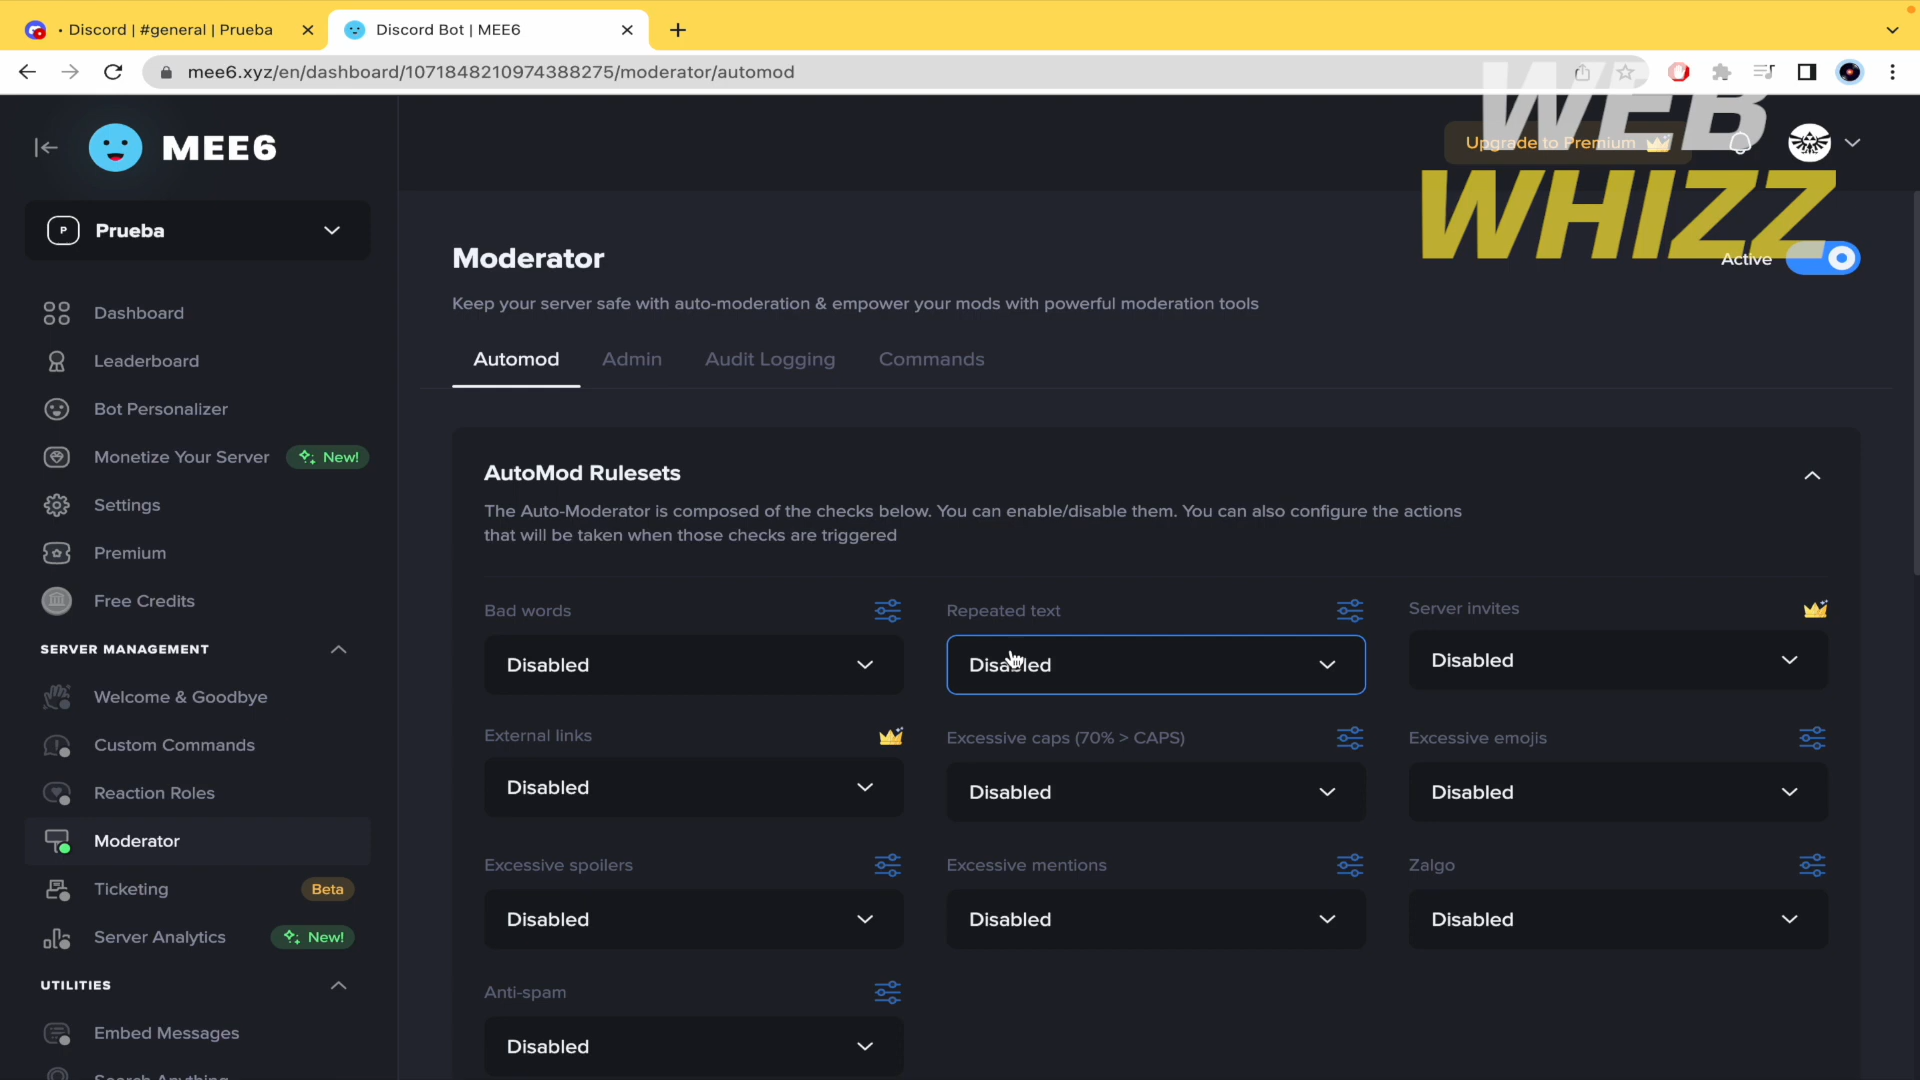 • Discord | #general | Prueba
Discord Bot | MEE6
mee6.xyz/en/dashboard/1071848210974388275/moderator/automod
WEB
WHIZZ
MEE6
Upgrade to Premium
P
Prueba
Moderator
Active
Keep your server safe with auto-moderation & empower your mods with powerful moderation tools
Automod
Admin
Audit Logging
Commands
Dashboard
Leaderboard
Bot Personalizer
Monetize Your Server
New!
Settings
Premium
Free Credits
SERVER MANAGEMENT
Welcome & Goodbye
Custom Commands
Reaction Roles
Moderator
Ticketing
Beta
Server Analytics
New!
UTILITIES
Embed Messages
Search Anything
AutoMod Rulesets
The Auto-Moderator is composed of the checks below. You can enable/disable them. You can also configure the actions
that will be taken when those checks are triggered
Bad words
Disabled
Repeated text
Disabled
Server invites
Disabled
External links
Disabled
Excessive caps (70% > CAPS)
Disabled
Excessive emojis
Disabled
Excessive spoilers
Disabled
Excessive mentions
Disabled
Zalgo
Disabled
Anti-spam
Disabled